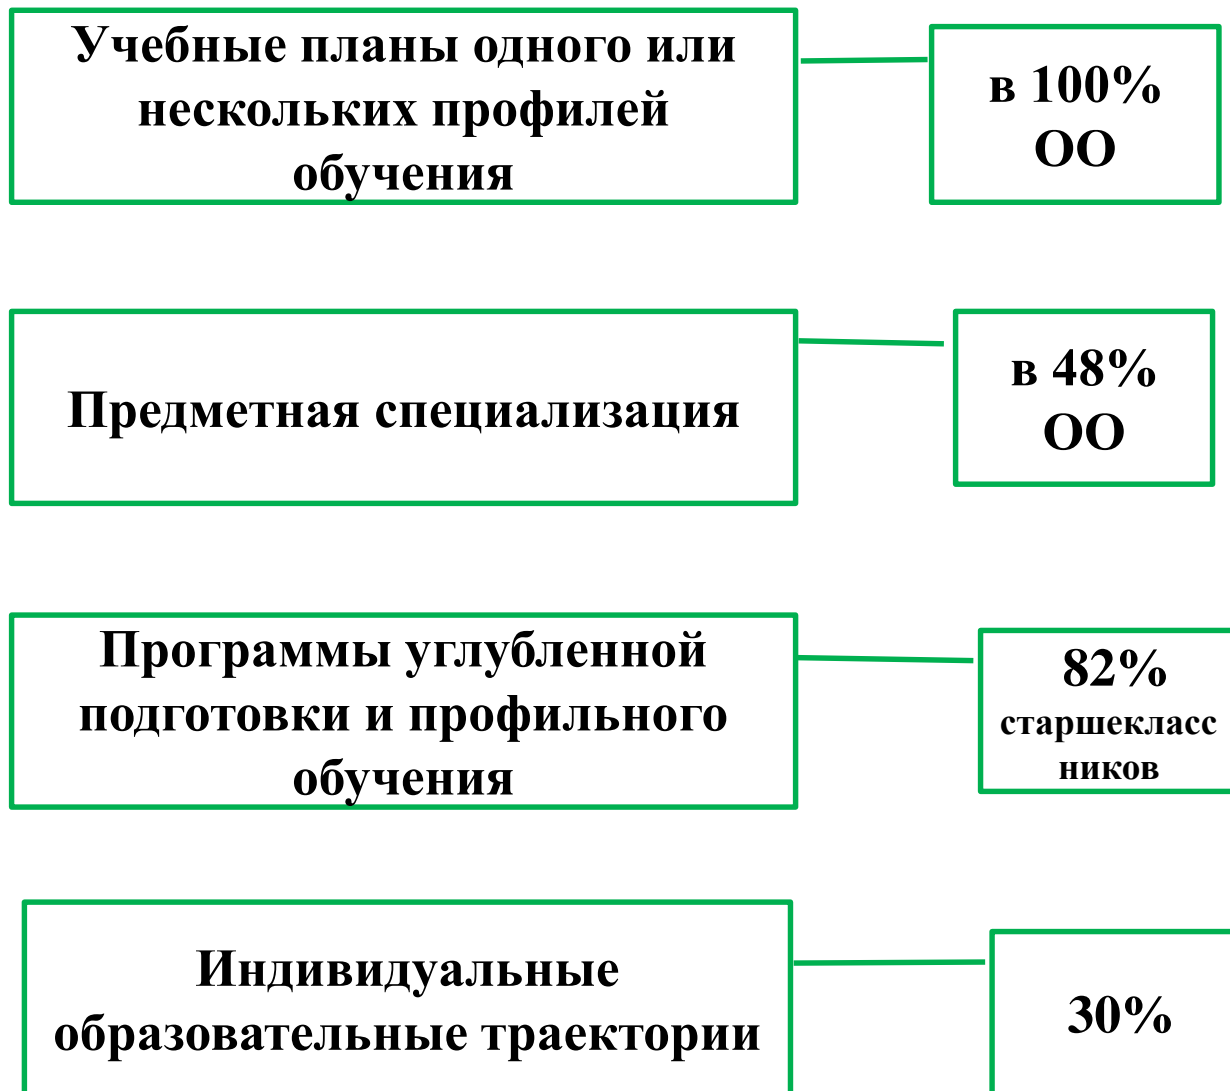 Учебные планы одного или
нескольких профилей
обучения
в 100%
ОО
Предметная специализация
в 48%
ОО
Программы углубленной
подготовки и профильного
обучения
82%
старшекласс
ников
Индивидуальные
образовательные траектории
30%